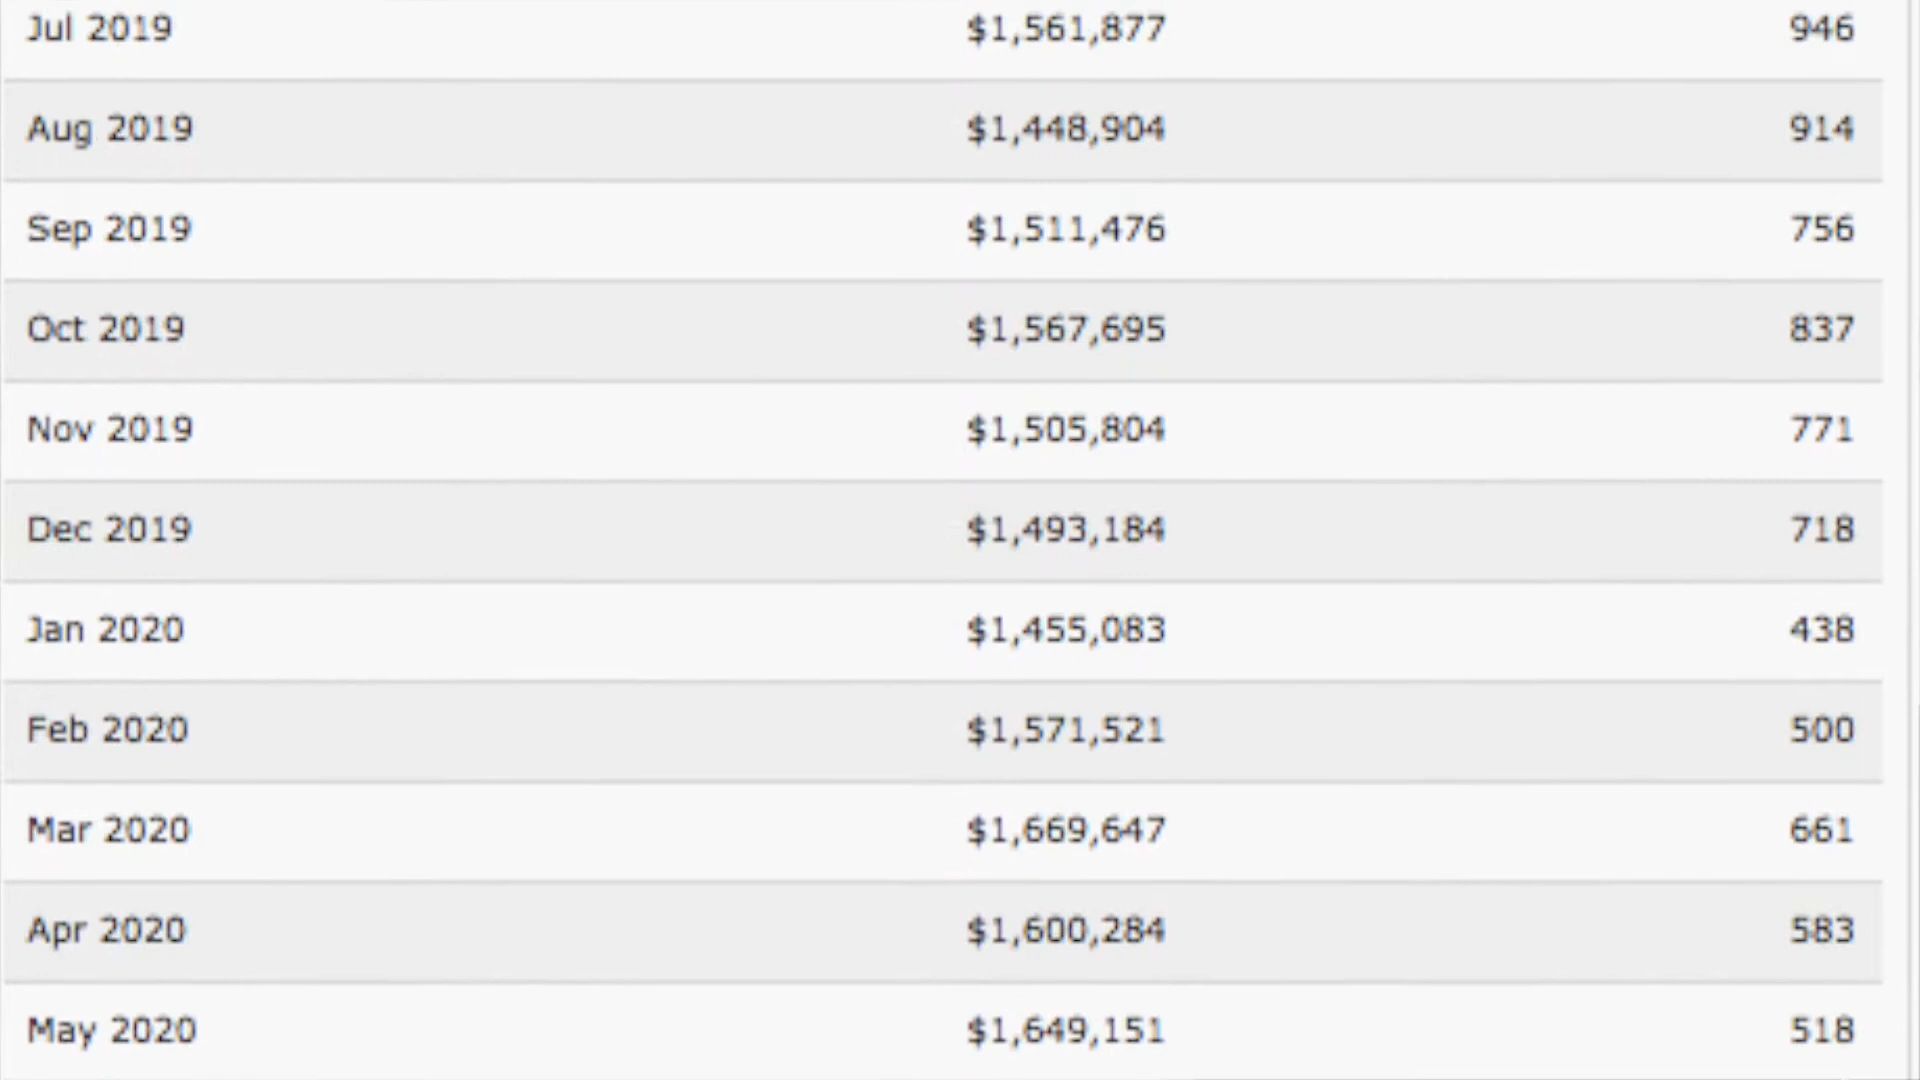 Jul 2019 $1,561,877 946
Aug 2019 $1,448,904 914
Sep 2019 $1,511,476 756
Oct 2019 $1,567,695 837
Nov 2019 $1,505,804 771
Dec 2019 $1,493,184 718
Jan 2020 $1,455,083 438
Feb 2020 $1,571,521 500
Mar 2020 $1,669,647 661
Apr 2020 $1,600,284 583
May 2020 $1,649,151 518